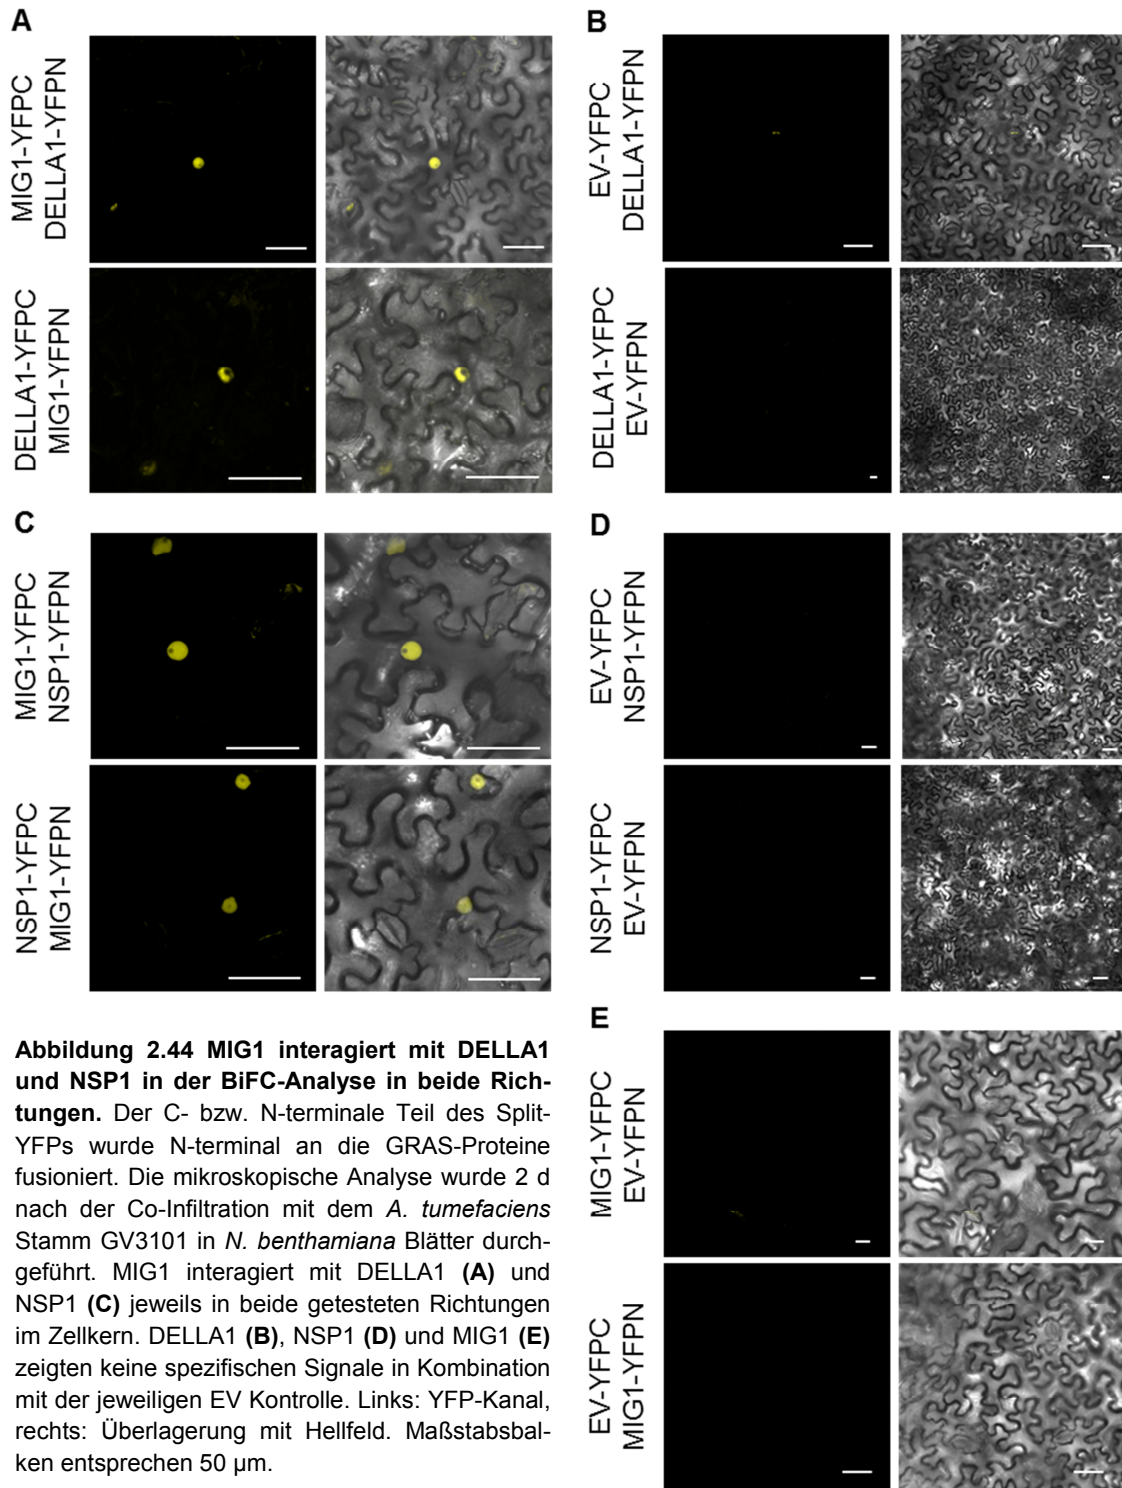 A
MIG1-YFPC
DELLA1-YFPN
DELLA1-YFPC
MIG1-YFPN
B
EV-YFPC
DELLA1-YFPN
DELLA1-YFPC
EV-YFPN
C
MIG1-YFPC
NSP1-YFPN
NSP1-YFPC
MIG1-YFPN
D
EV-YFPC
NSP1-YFPN
NSP1-YFPC
EV-YFPN
E
MIG1-YFPC
EV-YFPN
EV-YFPC
MIG1-YFPN
Abbildung 2.44 MIG1 interagiert mit DELLA1
und NSP1 in der BiFC-Analyse in beide Rich-
tungen. Der C- bzw. N-terminale Teil des Split-
YFPs wurde N-terminal an die GRAS-Proteine
fusioniert. Die mikroskopische Analyse wurde 2 d
nach der Co-Infiltration mit dem A. tumefaciens
Stamm GV3101 in N. benthamiana Blätter durch-
geführt. MIG1 interagiert mit DELLA1 (A) und
NSP1 (C) jeweils in beide getesteten Richtungen
im Zellkern. DELLA1 (B), NSP1 (D) und MIG1 (E)
zeigten keine spezifischen Signale in Kombination
mit der jeweiligen EV Kontrolle. Links: YFP-Kanal,
rechts: Überlagerung mit Hellfeld. Maßstabsbal-
ken entsprechen 50 µm.